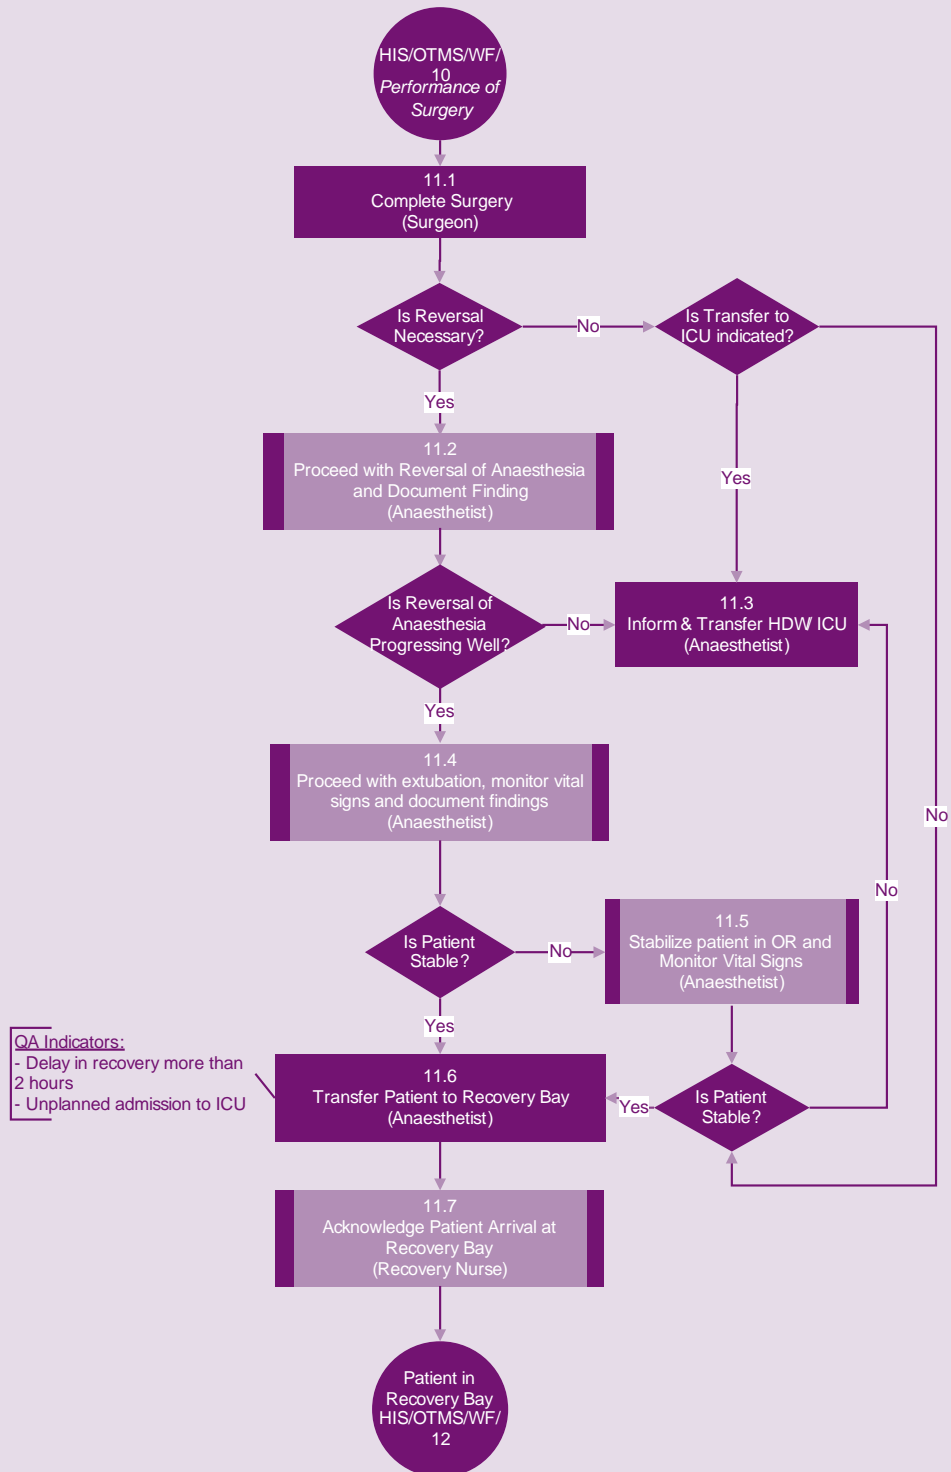 HIS/OTMS/WF/
10
Performance of
Surgery
11.1
Complete Surgery
(Surgeon)
Is Reversal
Necessary?
No
Is Transfer to
ICU indicated?
Yes
11.2
Proceed with Reversal of Anaesthesia
and Document Finding
(Anaesthetist)
Yes
Is Reversal of
Anaesthesia
Progressing Well?
No
11.3
Inform & Transfer HDW/ ICU
(Anaesthetist)
Yes
11.4
Proceed with extubation, monitor vital
signs and document findings
(Anaesthetist)
No
No
Is Patient
Stable?
No
11.5
Stabilize patient in OR and
Monitor Vital Signs
(Anaesthetist)
Yes
QA Indicators:
- Delay in recovery more than
2 hours
- Unplanned admission to ICU
11.6
Transfer Patient to Recovery Bay
(Anaesthetist)
Yes
Is Patient
Stable?
11.7
Acknowledge Patient Arrival at
Recovery Bay
(Recovery Nurse)
Patient in
Recovery Bay
HIS/OTMS/WF/
12